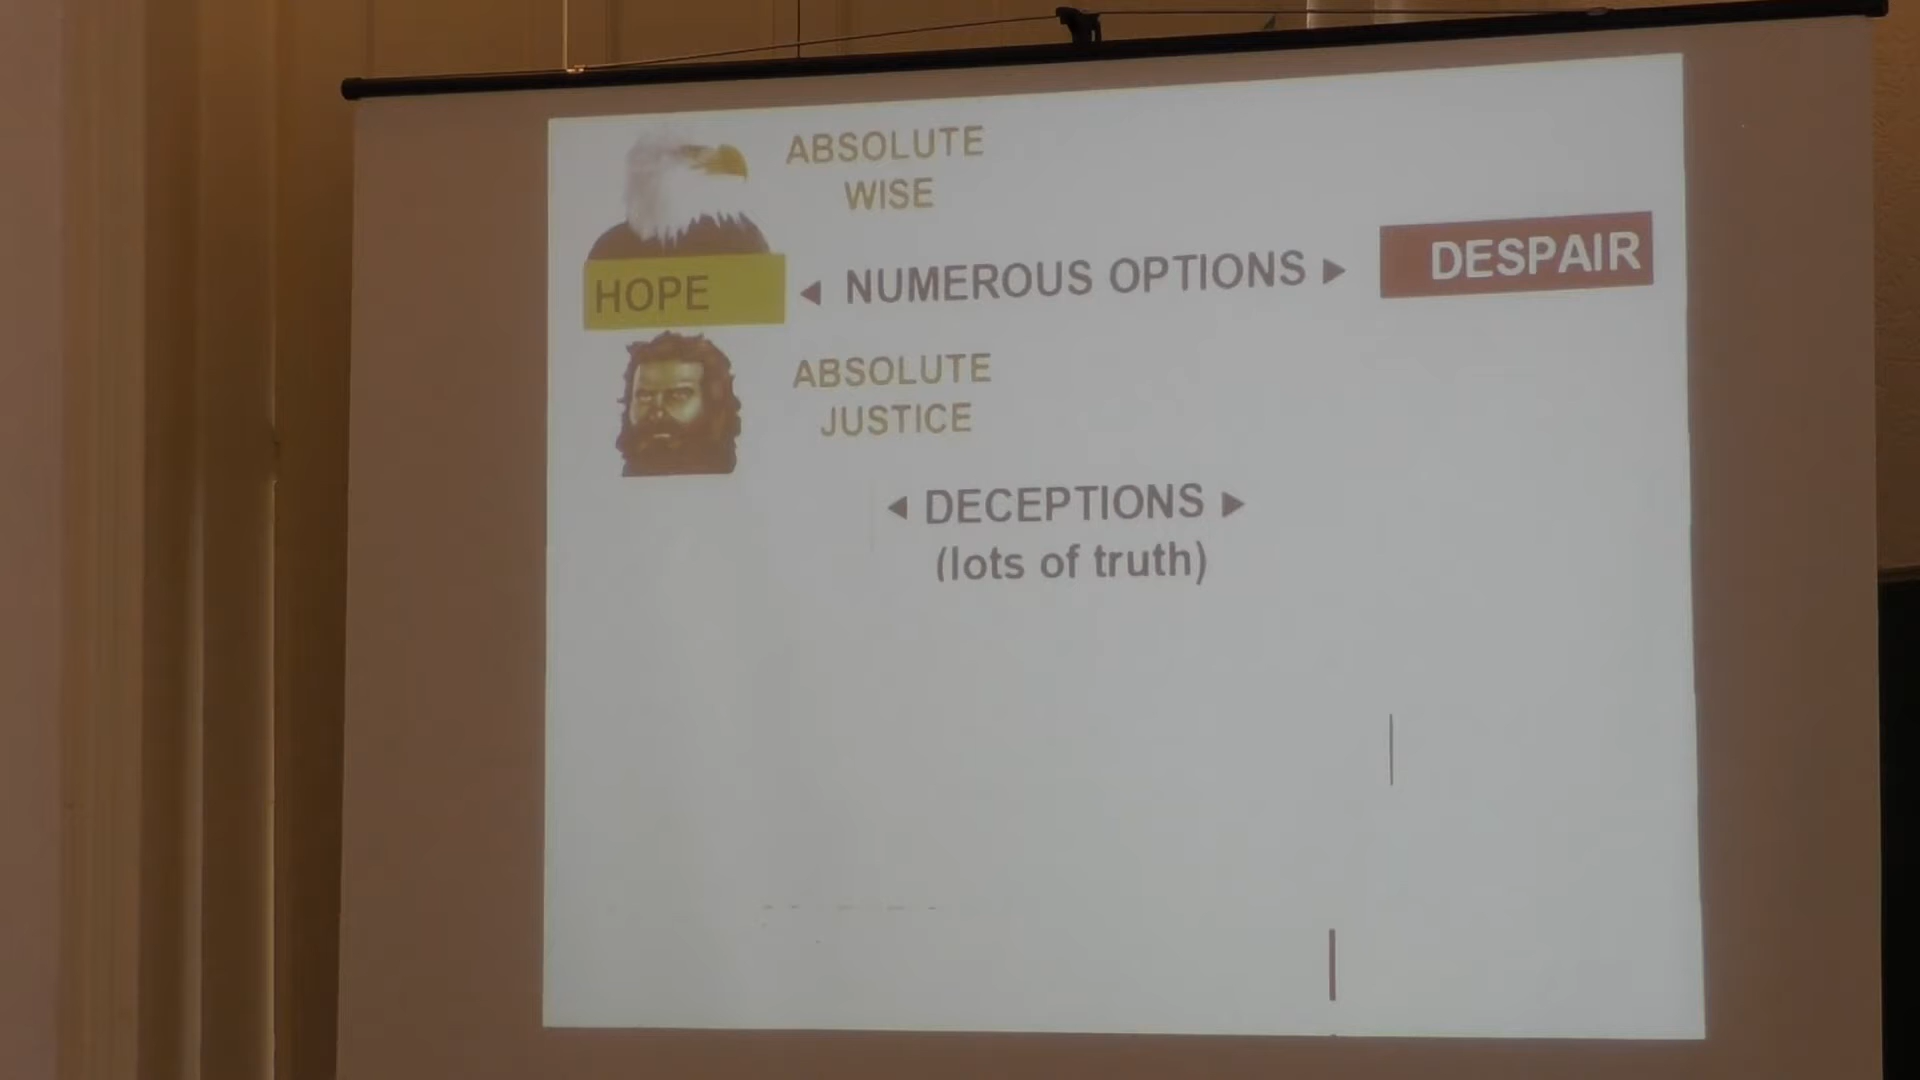 ABSOLUTE
WISE
HOPE ◄ NUMEROUS OPTIONS ► DESPAIR
ABSOLUTE
JUSTICE
◄ DECEPTIONS ►
(lots of truth)